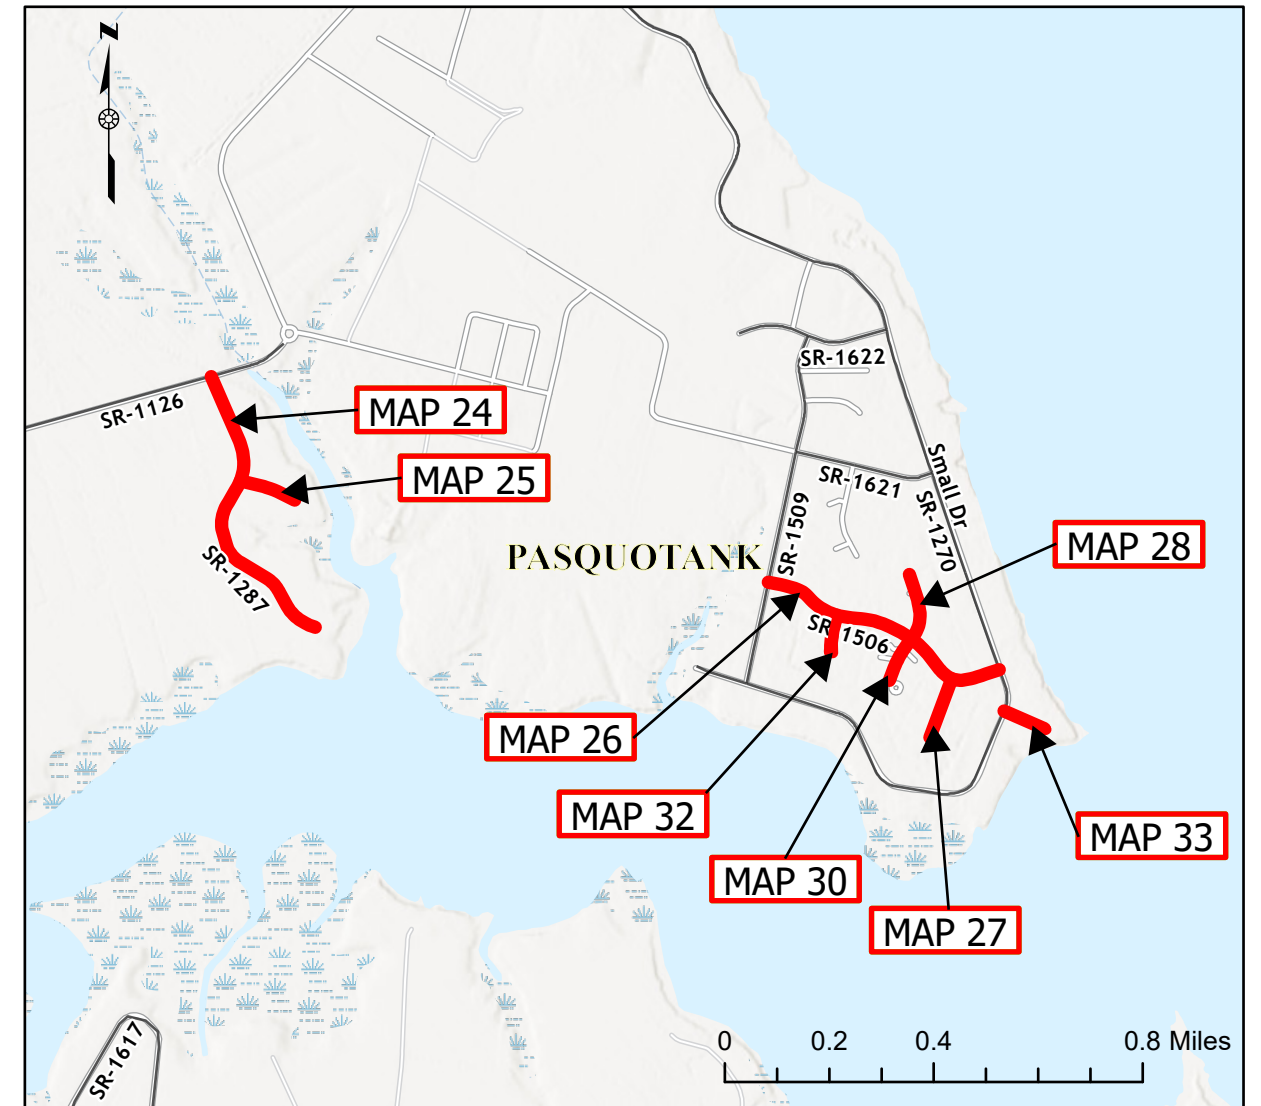 N
SR-1622
SR-1126
MAP 24
MAP 25
Small Dr
SR-1621
SR-1270
SR-1509
MAP 28
PASQUOTANK
SR-1287
SR-1506
MAP 26
MAP 32
MAP 33
MAP 30
MAP 27
0 0.2 0.4 0.8 Miles
SR-1617